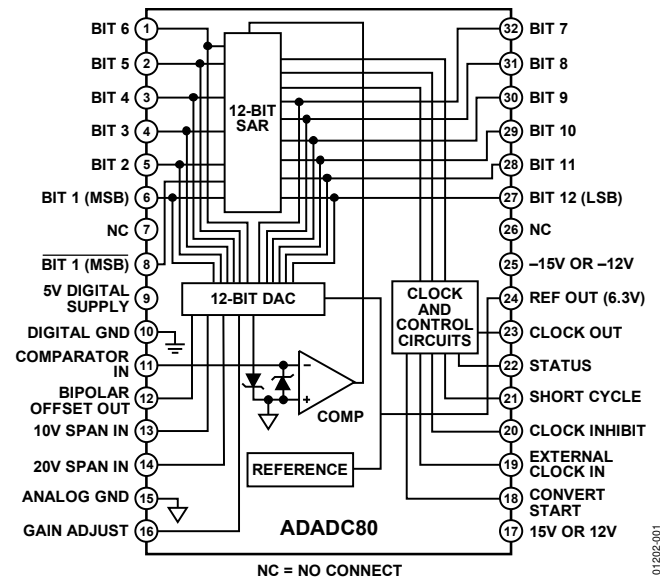 BIT 6 1
BIT 5 2
BIT 4 3
BIT 3 4
BIT 2 5
BIT 1 (MSB) 6
NC 7
BIT 1 (MSB) 8
5V DIGITAL
SUPPLY 9
DIGITAL GND 10
COMPARATOR
IN 11
BIPOLAR
OFFSET OUT 12
10V SPAN IN 13
20V SPAN IN 14
ANALOG GND 15
GAIN ADJUST 16
12-BIT
SAR
12-BIT DAC
CLOCK
AND
CONTROL
CIRCUITS
–
+
COMP
REFERENCE
ADADC80
32 BIT 7
31 BIT 8
30 BIT 9
29 BIT 10
28 BIT 11
27 BIT 12 (LSB)
26 NC
25 –15V OR –12V
24 REF OUT (6.3V)
23 CLOCK OUT
22 STATUS
21 SHORT CYCLE
20 CLOCK INHIBIT
19 EXTERNAL
CLOCK IN
18 CONVERT
START
17 15V OR 12V
NC = NO CONNECT
01202-001